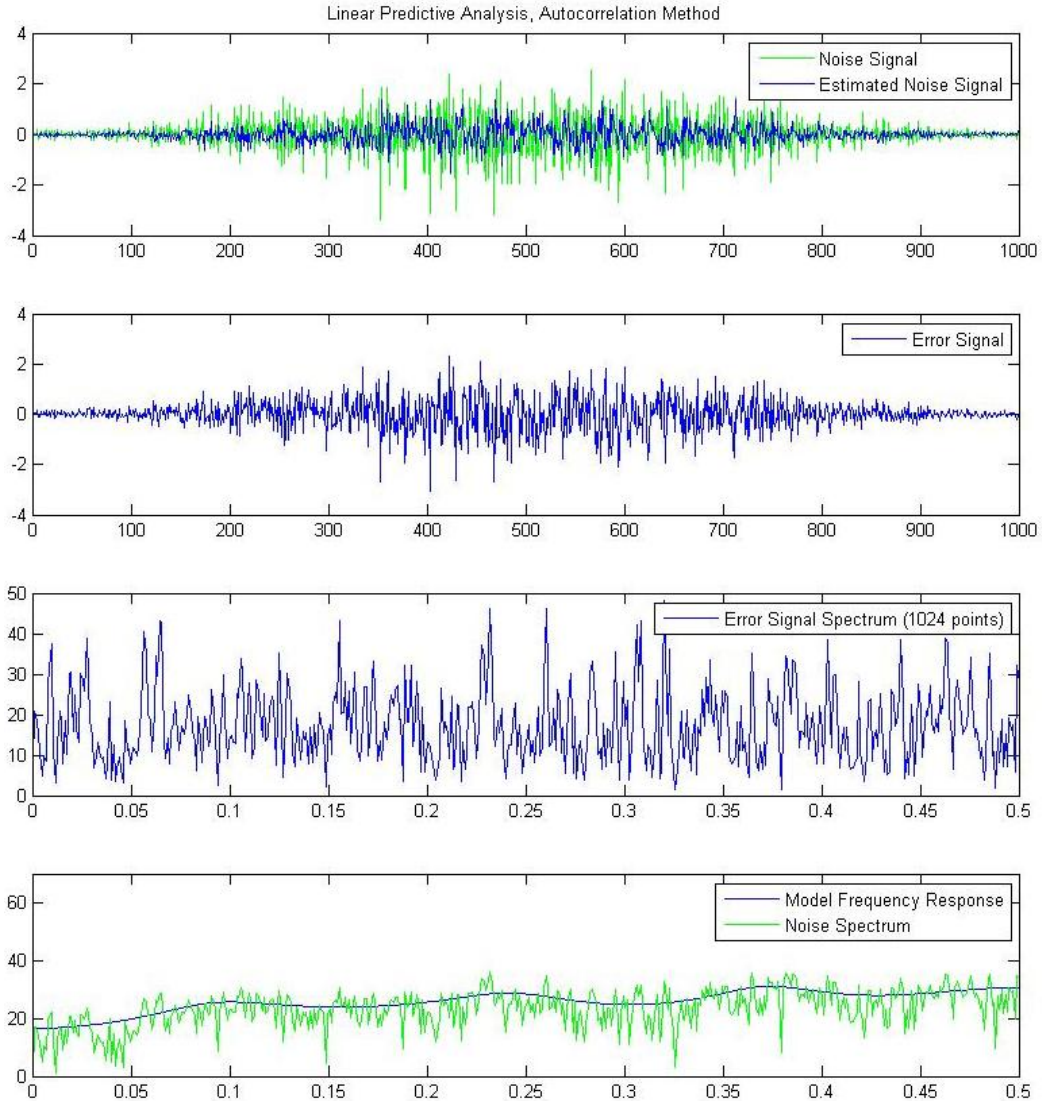 Linear Predictive Analysis, Autocorrelation Method
4
2
0
-2
-4
Noise Signal
Estimated Noise Signal
0 100 200 300 400 500 600 700 800 900 1000
4
2
0
-2
-4
Error Signal
0 100 200 300 400 500 600 700 800 900 1000
50
40
30
20
10
0
Error Signal Spectrum (1024 points)
0 0.05 0.1 0.15 0.2 0.25 0.3 0.35 0.4 0.45 0.5
60
40
20
0
Model Frequency Response
Noise Spectrum
0 0.05 0.1 0.15 0.2 0.25 0.3 0.35 0.4 0.45 0.5